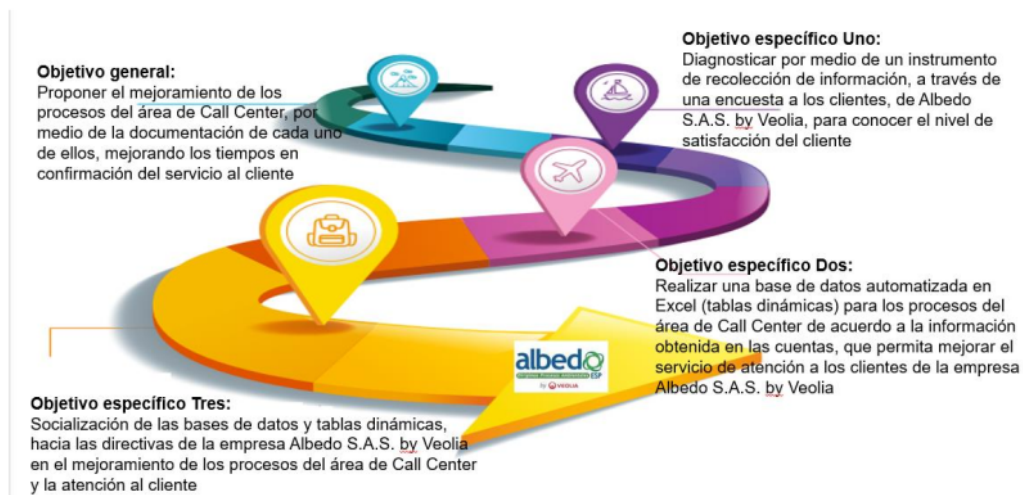 Objetivo general:
Proponer el mejoramiento de los
procesos del área de Call Center, por
medio de la documentación de cada uno
de ellos, mejorando los tiempos en
confirmación del servicio al cliente
Objetivo específico Uno:
Diagnosticar por medio de un instrumento
de recolección de información, a través de
una encuesta a los clientes, de Albedo
S.A.S. by Veolia, para conocer el nivel de
satisfacción del cliente
Objetivo específico Dos:
Realizar una base de datos automatizada en
Excel (tablas dinámicas) para los procesos del
área de Call Center de acuerdo a la información
obtenida en las cuentas, que permita mejorar el
servicio de atención a los clientes de la empresa
Albedo S.A.S. by Veolia
albedo
ESP
by VEOLIA
Objetivo específico Tres:
Socialización de las bases de datos y tablas dinámicas,
hacia las directivas de la empresa Albedo S.A.S. by Veolia
en el mejoramiento de los procesos del área de Call Center
y la atención al cliente